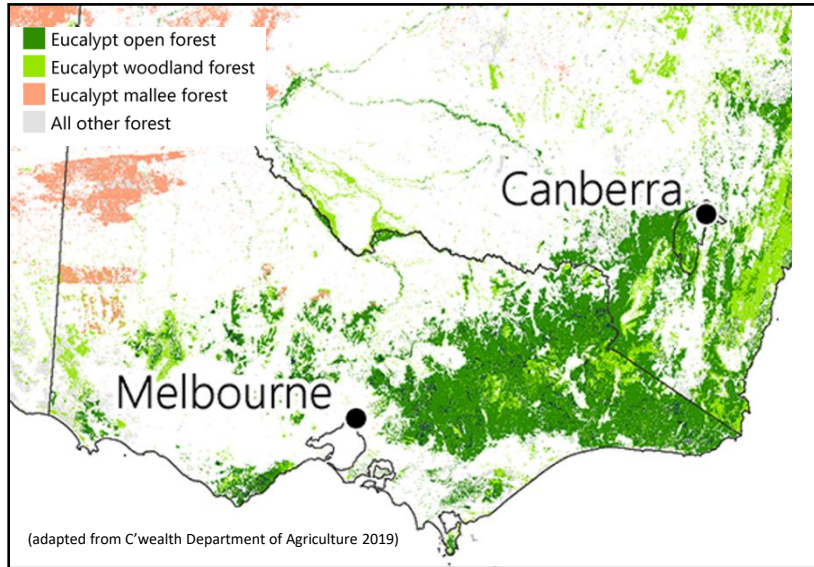 Eucalypt open forest
Eucalypt woodland forest
Eucalypt mallee forest
All other forest
Canberra
Melbourne
(adapted from C’wealth Department of Agriculture 2019)